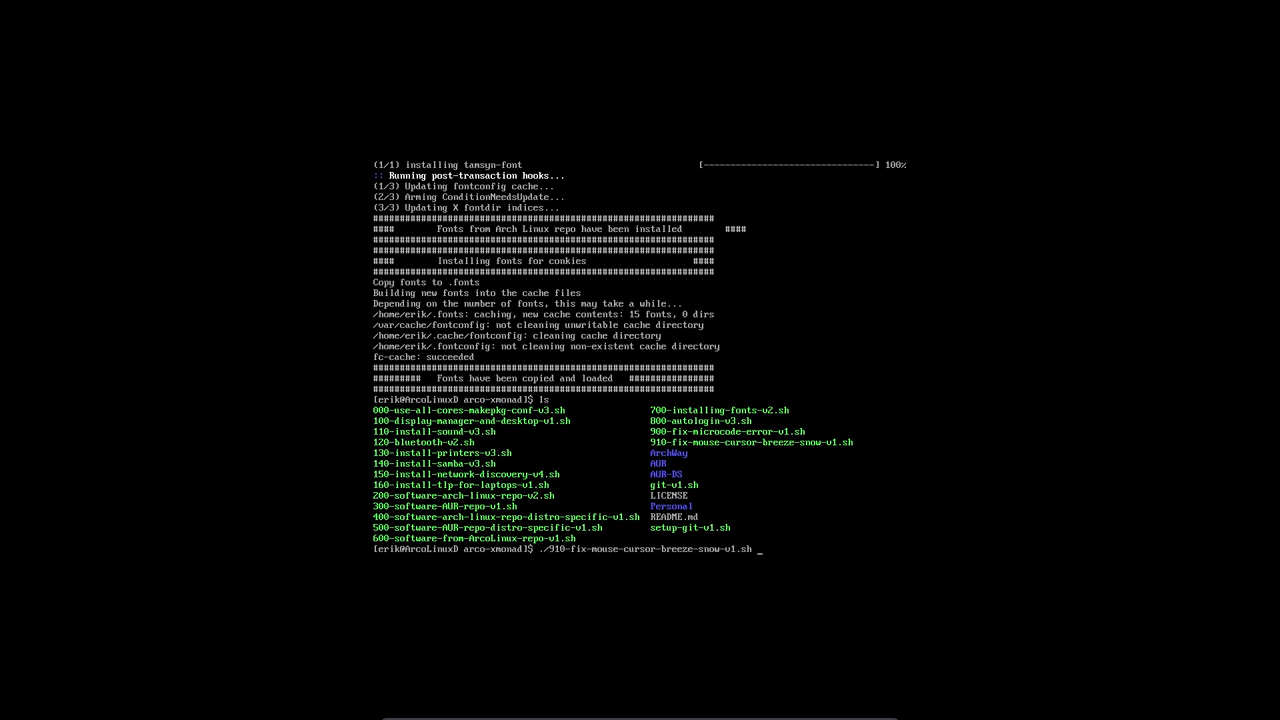 (1/1) installing tamsyn-font [--------------------------------] 100%
:: Running post-transaction hooks...
(1/3) Updating fontconfig cache...
(2/3) Arming ConditionNeedsUpdate...
(3/3) Updating X fontdir indices...
################################################################
####        Fonts from Arch Linux repo have been installed        ####
################################################################
################################################################
####        Installing fonts for conkies                    ####
################################################################
Copy fonts to .fonts
Building new fonts into the cache files
Depending on the number of fonts, this may take a while...
/home/erik/.fonts: caching, new cache contents: 15 fonts, 0 dirs
/var/cache/fontconfig: not cleaning unwritable cache directory
/home/erik/.cache/fontconfig: cleaning cache directory
/home/erik/.fontconfig: not cleaning non-existent cache directory
fc-cache: succeeded
################################################################
#########   Fonts have been copied and loaded   ################
################################################################
[erik@ArcoLinuxD arco-xmonad]$ ls
000-use-all-cores-makepkg-conf-v3.sh 700-installing-fonts-v2.sh
100-display-manager-and-desktop-v1.sh 800-autologin-v3.sh
110-install-sound-v3.sh 900-fix-microcode-error-v1.sh
120-bluetooth-v2.sh 910-fix-mouse-cursor-breeze-snow-v1.sh
130-install-printers-v3.sh ArchWay
140-install-samba-v3.sh AUR
150-install-network-discovery-v4.sh AUR-DS
160-install-tlp-for-laptops-v1.sh git-v1.sh
200-software-arch-linux-repo-v2.sh LICENSE
300-software-AUR-repo-v1.sh Personal
400-software-arch-linux-repo-distro-specific-v1.sh README.md
500-software-AUR-repo-distro-specific-v1.sh setup-git-v1.sh
600-software-from-ArcoLinux-repo-v1.sh
[erik@ArcoLinuxD arco-xmonad]$ ./910-fix-mouse-cursor-breeze-snow-v1.sh _